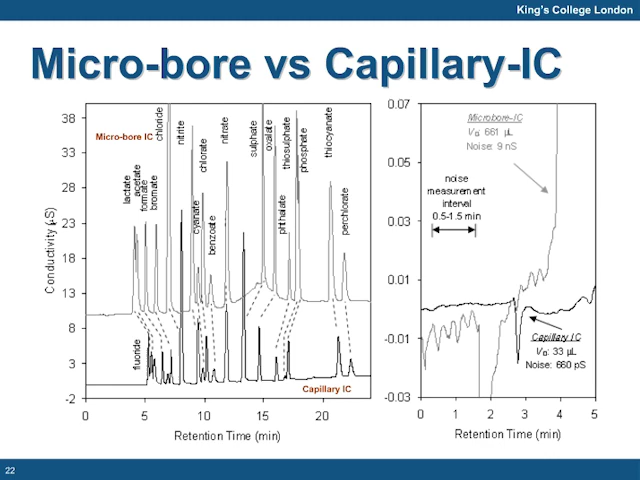 King's College London
Micro-bore vs Capillary-IC
38
33
28
23
18
13
8
3
-2
Conductivity (µS)
Micro-bore IC
lactate
acetate
formate
bromate
chloride
nitrite
cyanate
chlorate
benzoate
nitrate
sulphate
oxalate
phthalate
thiosulphate
phosphate
thiocyanate
perchlorate
fluoride
Capillary IC
0 5 10 15 20
Retention Time (min)
0.07
0.05
0.03
0.01
-0.01
-0.03
Microbore-IC
V0: 661 µL
Noise: 9 nS
noise
measurement
interval
0.5-1.5 min
Capillary IC
V0: 33 µL
Noise: 660 pS
0 1 2 3 4 5
Retention Time (min)
22